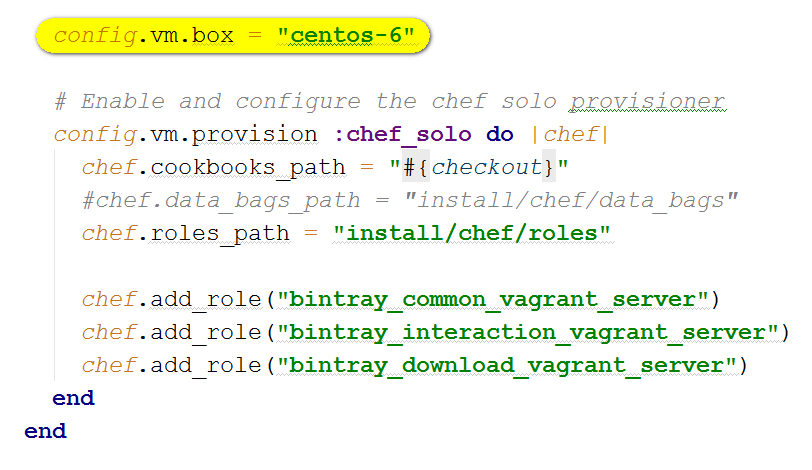 config.vm.box = "centos-6"
# Enable and configure the chef solo provisioner
config.vm.provision :chef_solo do |chef|
chef.cookbooks_path = "#{checkout}"
#chef.data_bags_path = "install/chef/data_bags"
chef.roles_path = "install/chef/roles"
chef.add_role("bintray_common_vagrant_server")
chef.add_role("bintray_interaction_vagrant_server")
chef.add_role("bintray_download_vagrant_server")
end
end